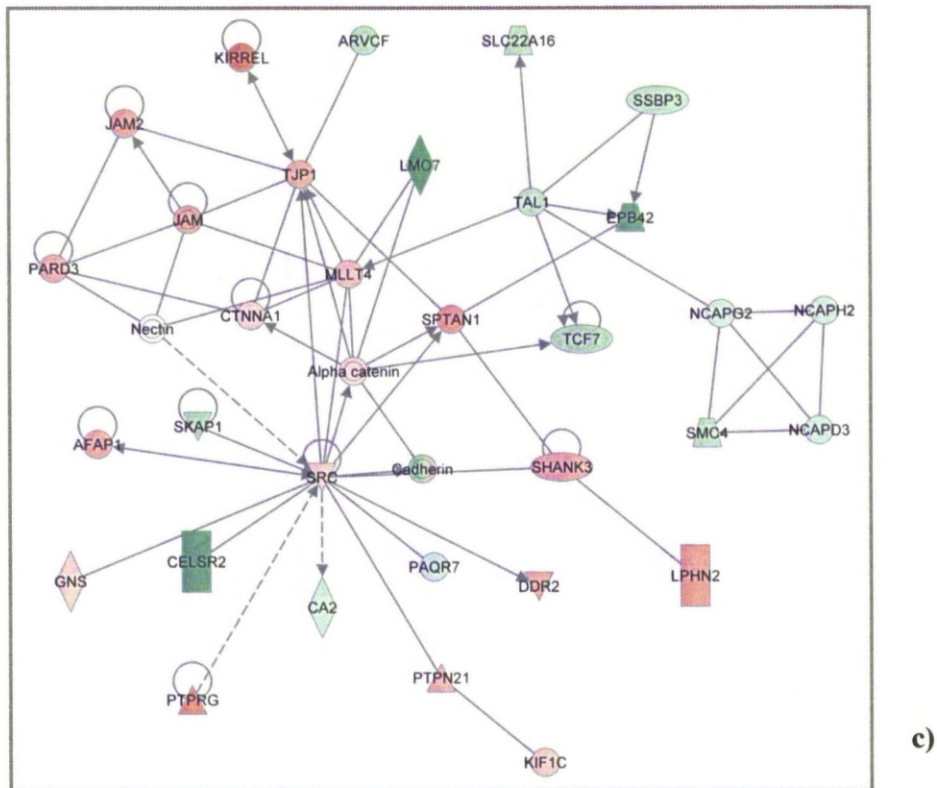 KIRREL
ARVCF
SLC22A16
SSBP3
JAM2
LMO7
TJP1
TAL1
EPB42
JAM
PARD3
MLLT4
Nectin
CTNNA1
SPTAN1
TCF7
NCAPG2
NCAPH2
Alpha catenin
SKAP1
AFAP1
SMC4
NCAPD3
SRC
Cadherin
SHANK3
GNS
CELSR2
PAQR7
DDR2
LPHN2
CA2
PTPRG
PTPN21
KIF1C
c)